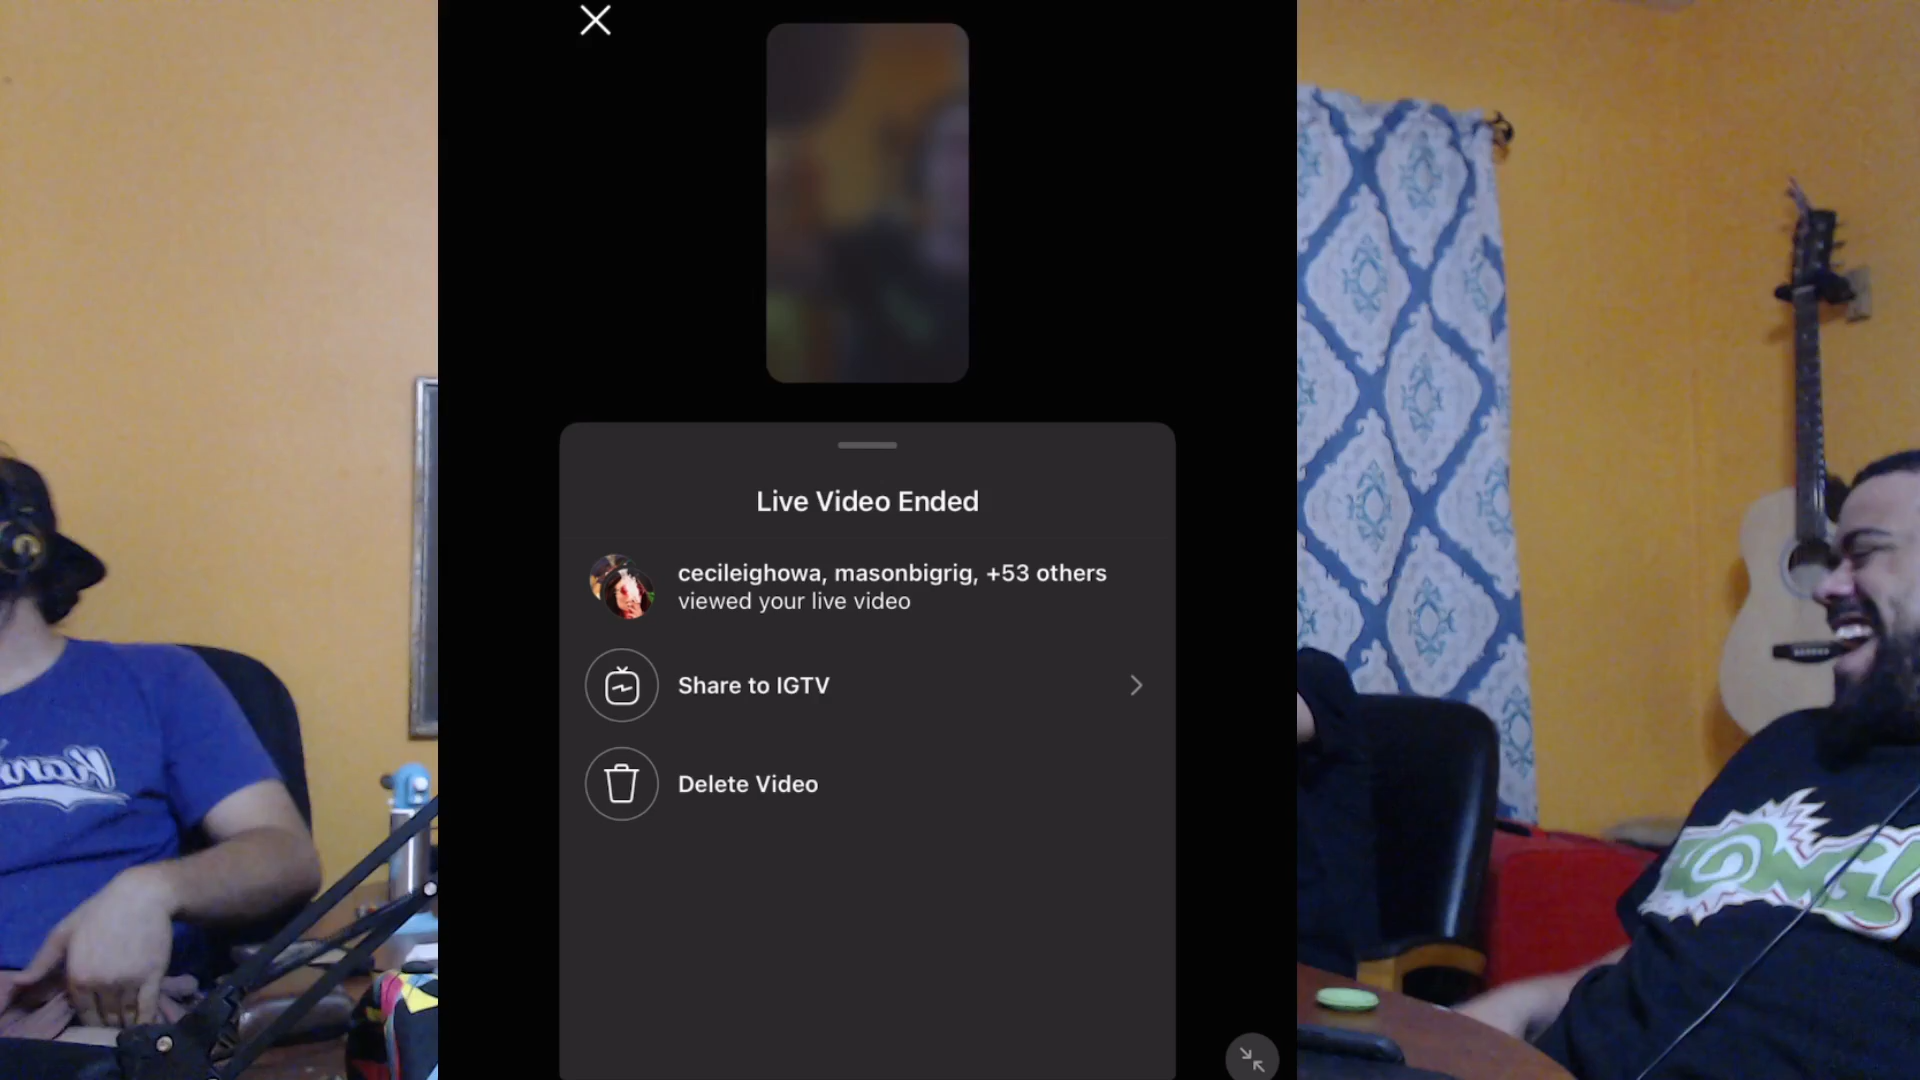 Live Video Ended
cecileighowa, masonbigrig, +53 others
viewed your live video
Share to IGTV
Delete Video